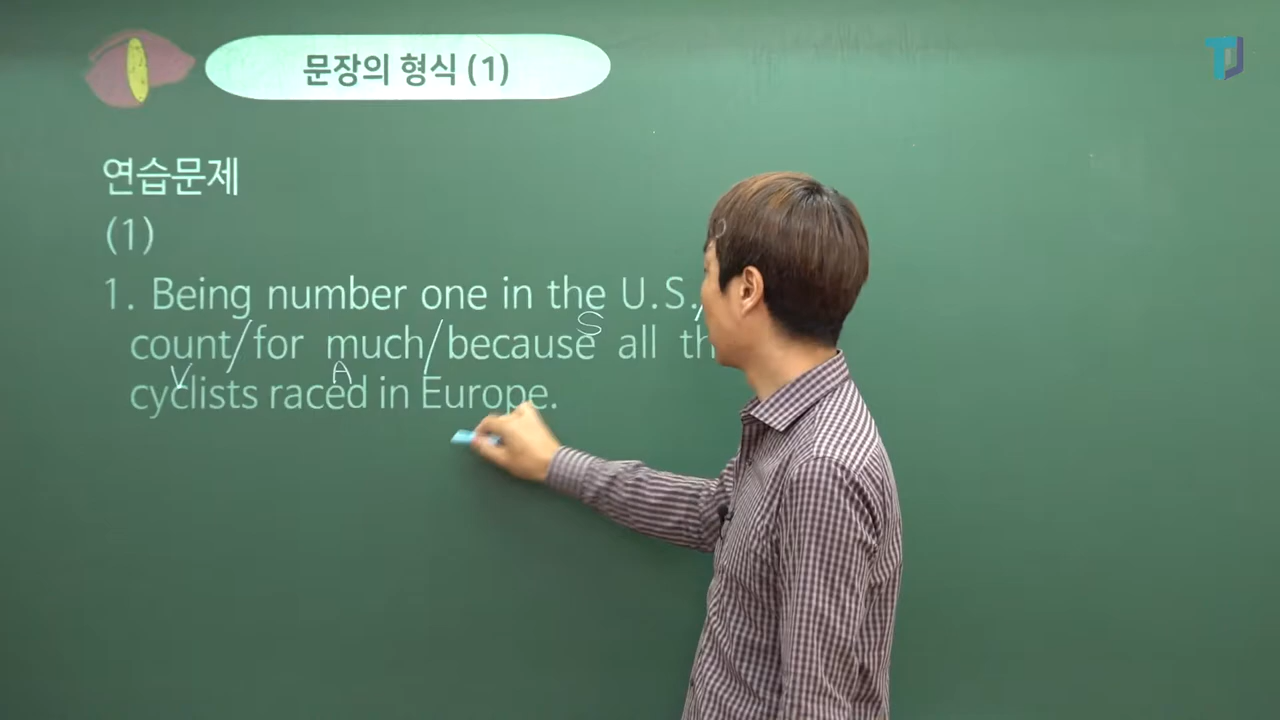 문장의 형식 (1)
연습문제
(1)
1. Being number one in the U.S./
S
count/for much/because all
V A
cyclists raced in Europe.